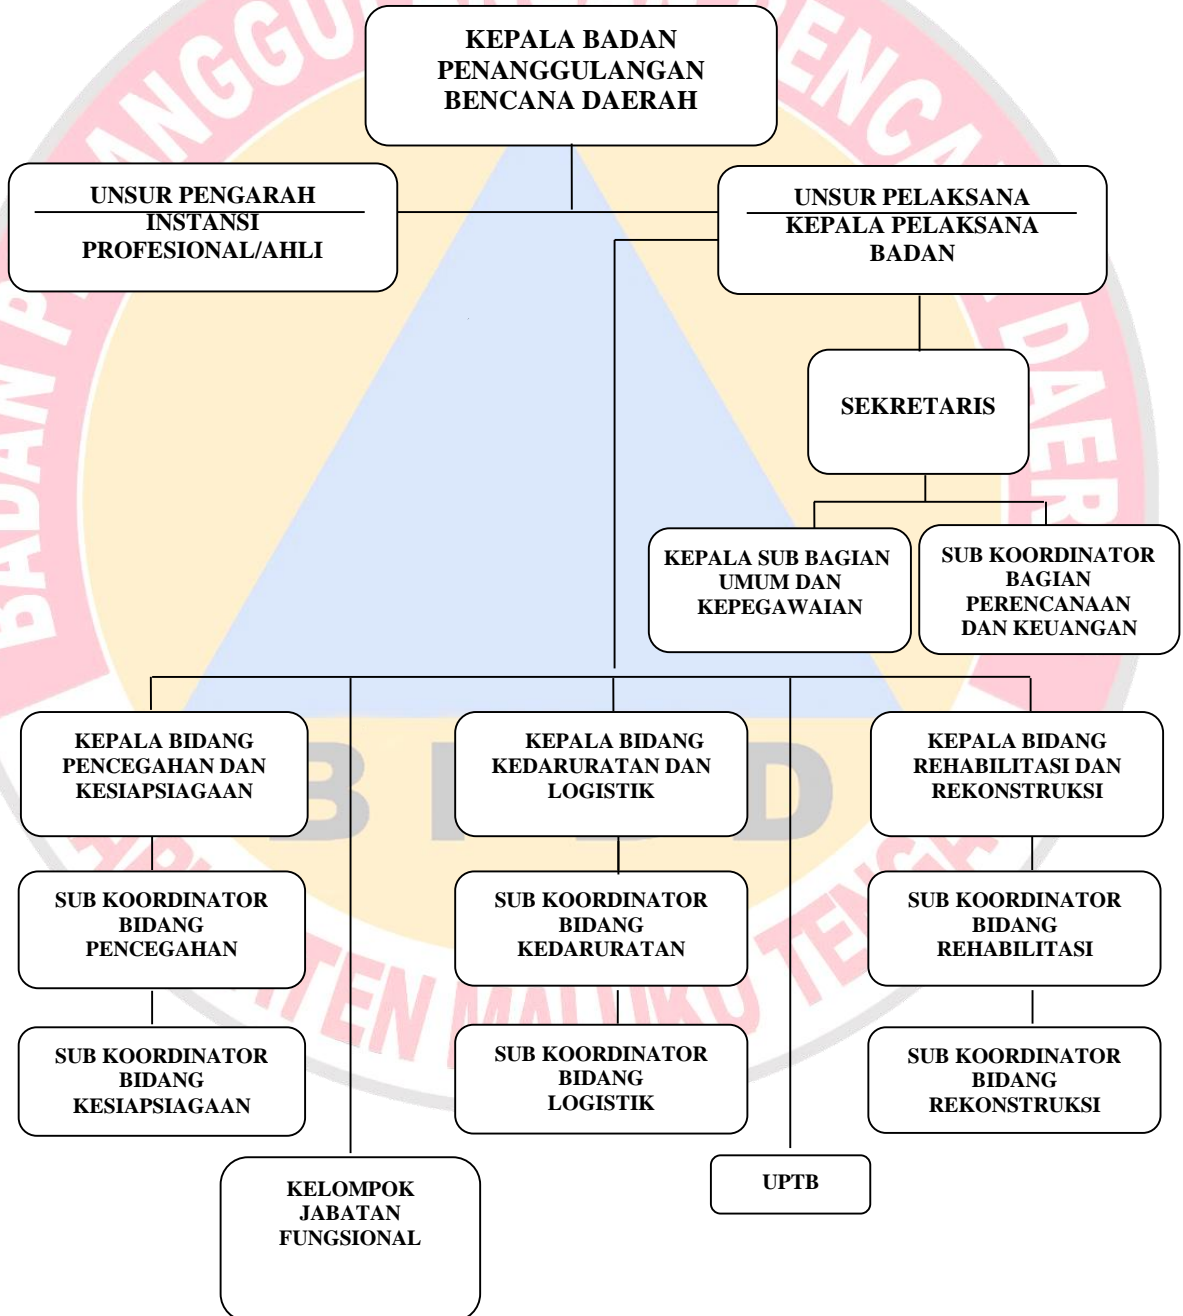 KEPALA BADAN
PENANGGULANGAN
BENCANA DAERAH
UNSUR PENGARAH
INSTANSI
PROFESIONAL/AHLI
UNSUR PELAKSANA
KEPALA PELAKSANA
BADAN
SEKRETARIS
KEPALA SUB BAGIAN
UMUM DAN
KEPEGAWAIAN
SUB KOORDINATOR
BAGIAN
PERENCANAAN
DAN KEUANGAN
KEPALA BIDANG
PENCEGAHAN DAN
KESIAPSIAGAAN
KEPALA BIDANG
KEDARURATAN DAN
LOGISTIK
KEPALA BIDANG
REHABILITASI DAN
REKONSTRUKSI
SUB KOORDINATOR
BIDANG
PENCEGAHAN
SUB KOORDINATOR
BIDANG
KEDARURATAN
SUB KOORDINATOR
BIDANG
REHABILITASI
SUB KOORDINATOR
BIDANG
KESIAPSIAGAAN
SUB KOORDINATOR
BIDANG
LOGISTIK
SUB KOORDINATOR
BIDANG
REKONSTRUKSI
KELOMPOK
JABATAN
FUNGSIONAL
UPTB
BADAN
MALUKU